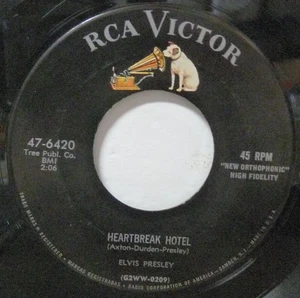 RCA VICTOR
47-6420
Tree Publ. Co.
BMI
2:06
45 RPM
"NEW ORTHOPHONIC"
HIGH FIDELITY
HEARTBREAK HOTEL
(Axton-Durden-Presley)
ELVIS PRESLEY
(G2WW-0209)